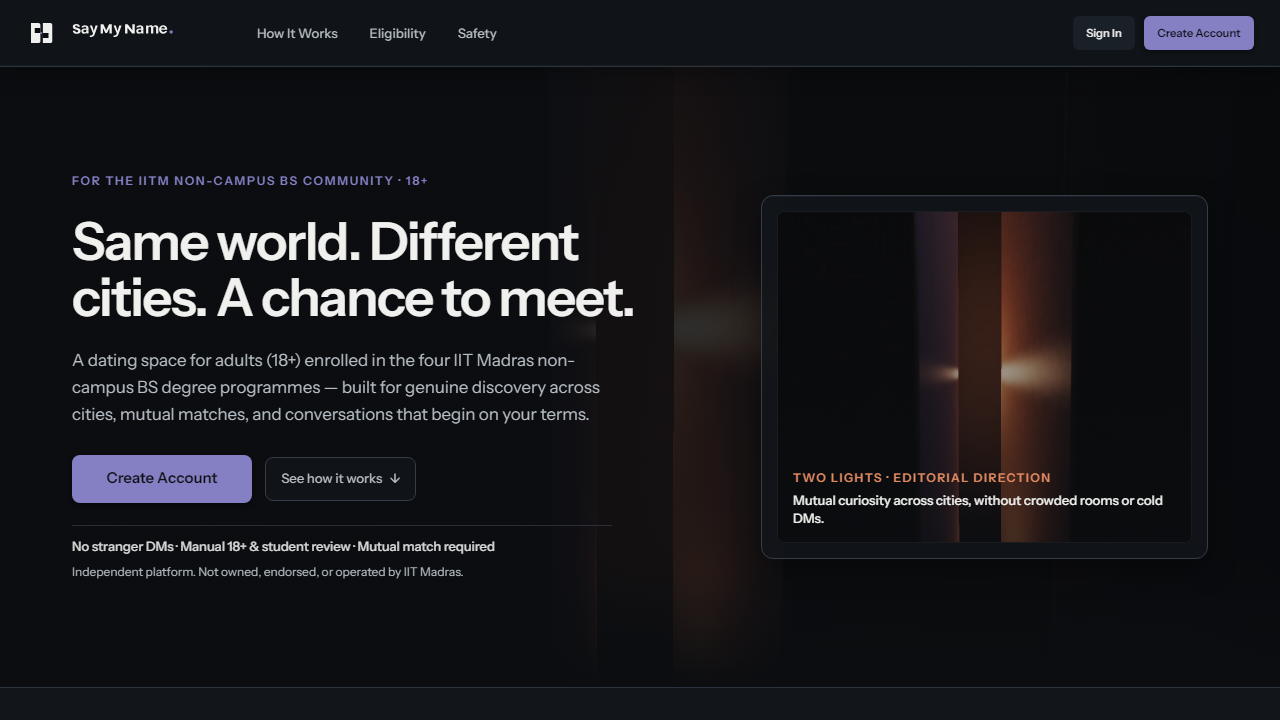 Say My Name.
How It Works
Eligibility
Safety
Sign In
Create Account
FOR THE IITM NON-CAMPUS BS COMMUNITY · 18+
Same world. Different
cities. A chance to meet.
A dating space for adults (18+) enrolled in the four IIT Madras non-
campus BS degree programmes — built for genuine discovery across
cities, mutual matches, and conversations that begin on your terms.
Create Account
See how it works ↓
No stranger DMs · Manual 18+ & student review · Mutual match required
Independent platform. Not owned, endorsed, or operated by IIT Madras.
TWO LIGHTS · EDITORIAL DIRECTION
Mutual curiosity across cities, without crowded rooms or cold
DMs.